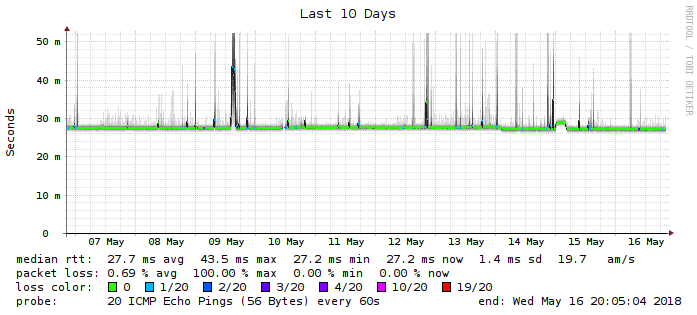 Last 10 Days
RRDTOOL / TOBI OETIKER
Seconds
50 m
40 m
30 m
20 m
10 m
0
07 May 08 May 09 May 10 May 11 May 12 May 13 May 14 May 15 May 16 May
median rtt: 27.7 ms avg 43.5 ms max 27.2 ms min 27.2 ms now 1.4 ms sd 19.7 am/s
packet loss: 0.69 % avg 100.00 % max 0.00 % min 0.00 % now
loss color: 0 1/20 2/20 3/20 4/20 10/20 19/20
probe: 20 ICMP Echo Pings (56 Bytes) every 60s end: Wed May 16 20:05:04 2018